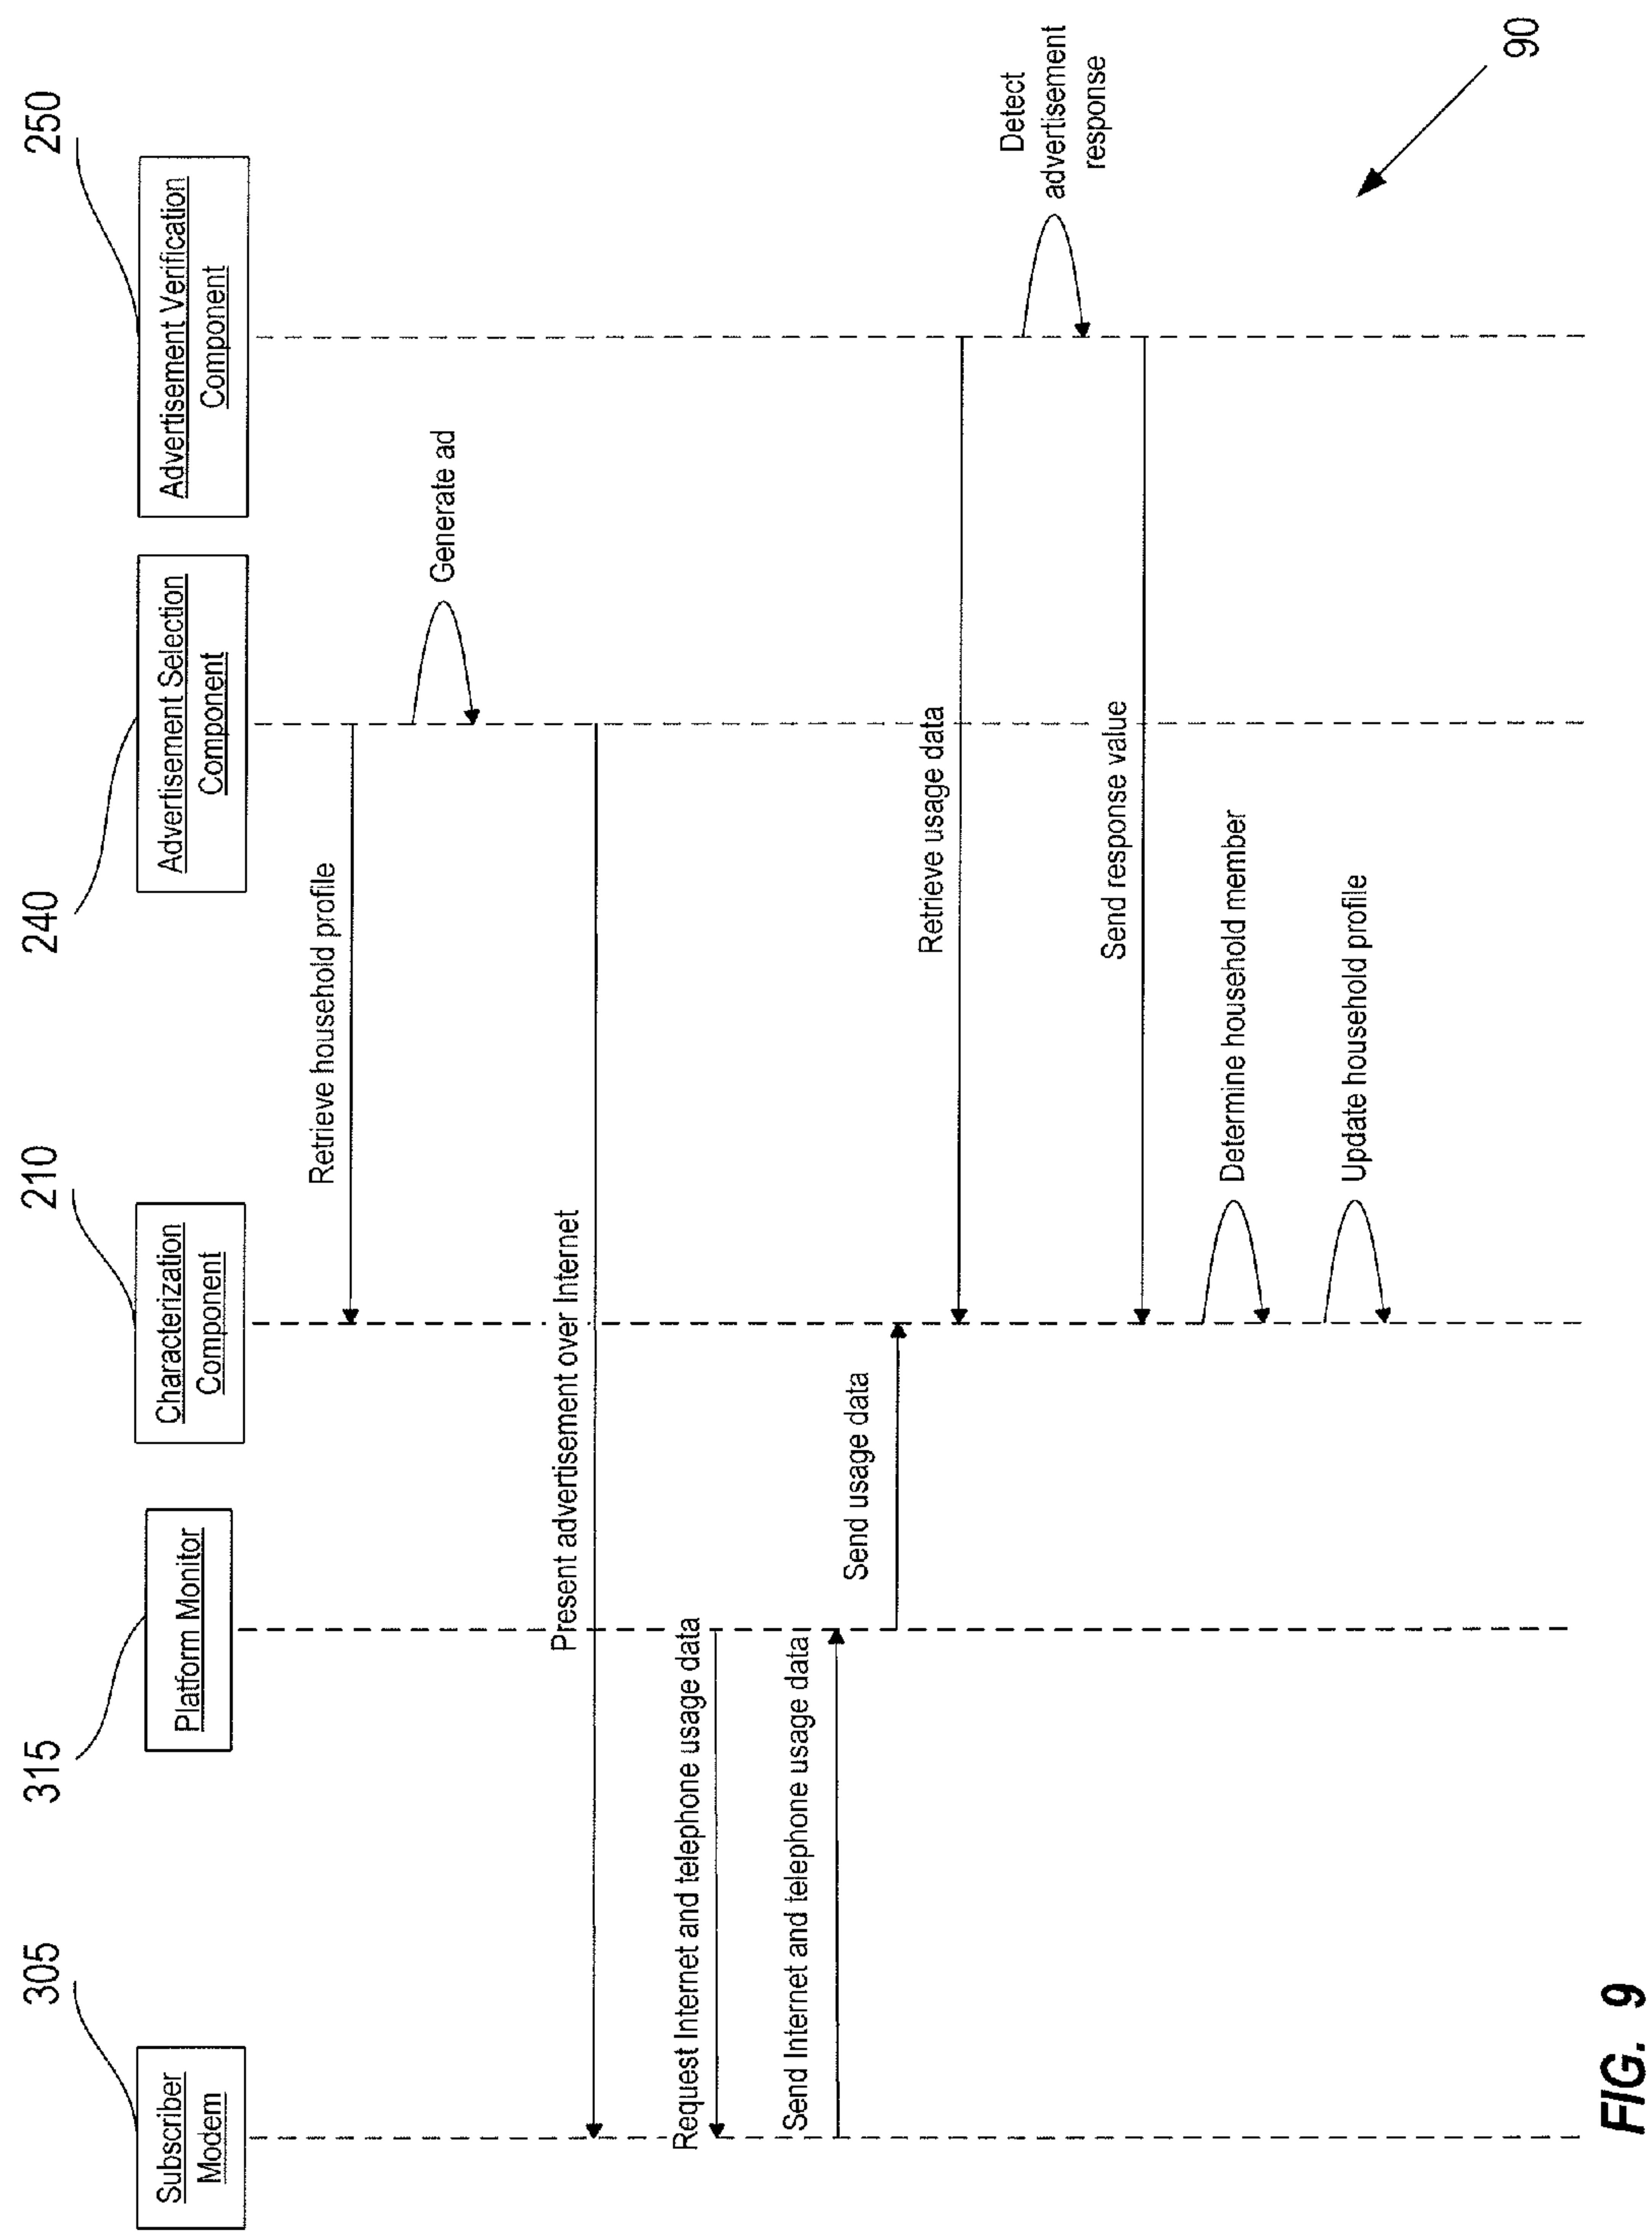 305
315
210
240
250
Subscriber
Modem
Platform Monitor
Characterization
Component
Advertisement Selection
Component
Advertisement Verification
Component
Retrieve household profile
Generate ad
Present advertisement over Internet
Request Internet and telephone usage data
Send Internet and telephone usage data
Send usage data
Retrieve usage data
Detect
advertisement
response
Send response value
Determine household member
Update household profile
90
FIG. 9